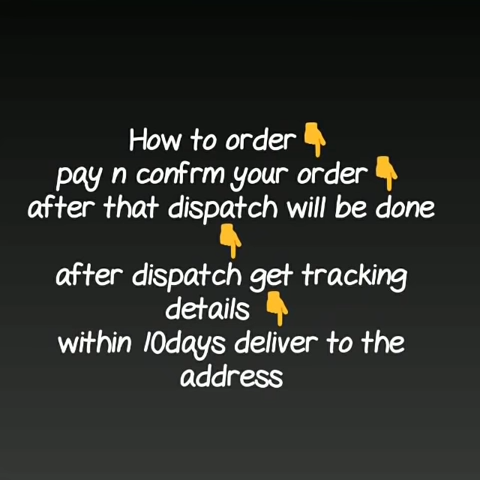 How to order 👇
pay n confrm your order 👇
after that dispatch will be done
👇
after dispatch get tracking
details 👇
within 10days deliver to the
address